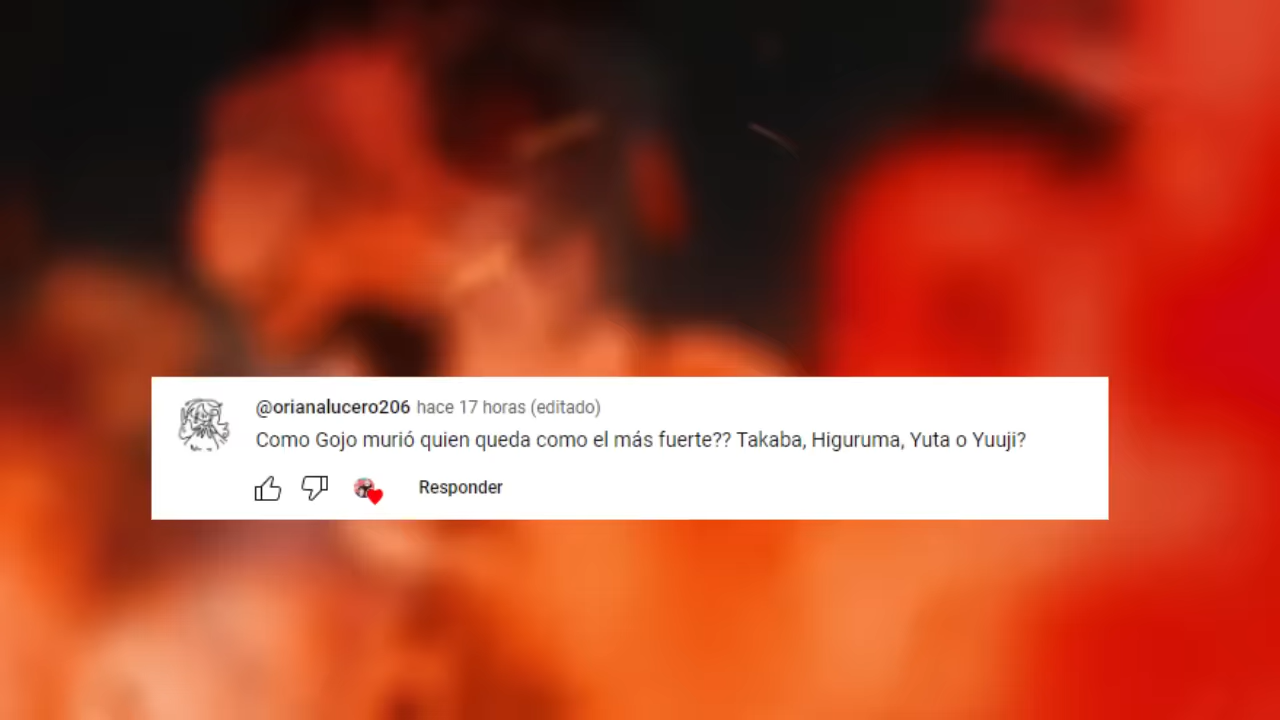 @orianalucero206 hace 17 horas (editado)
Como Gojo murió quien queda como el más fuerte?? Takaba, Higuruma, Yuta o Yuuji?
Responder